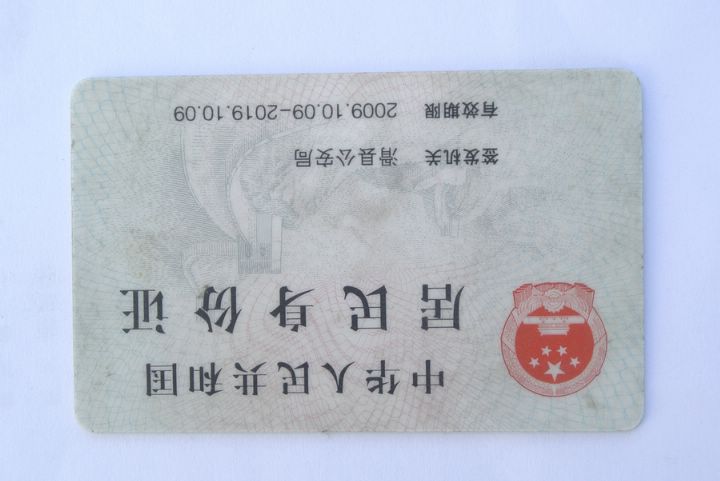 中华人民共和国
居民身份证
签发机关 滑县公安局
有效期限 2009.10.09-2019.10.09